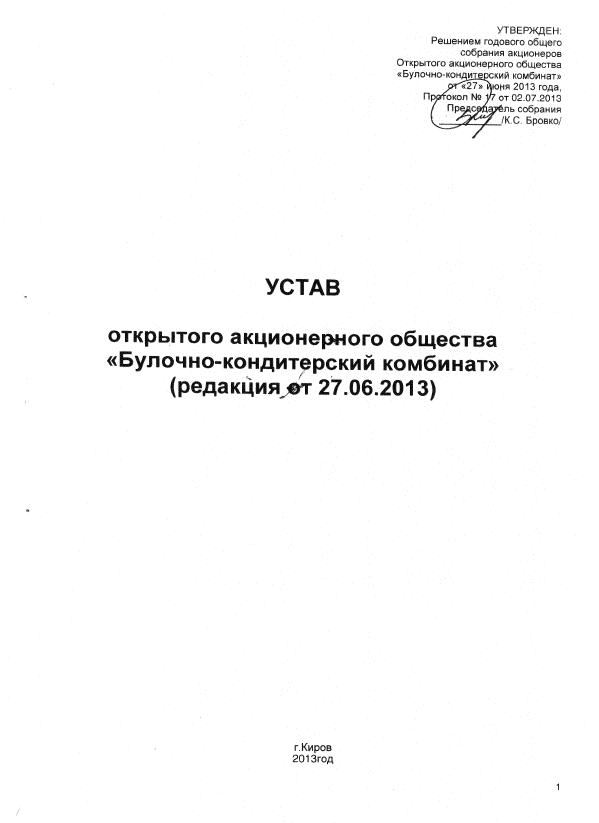 УТВЕРЖДЕН:
Решением годового общего
собрания акционеров
Открытого акционерного общества
«Булочно-кондитерский комбинат»
от «27» июня 2013 года,
Протокол № 17 от 02.07.2013
Председатель собрания
/К.С. Бровко/
УСТАВ
открытого акционерного общества
«Булочно-кондитерский комбинат»
(редакция от 27.06.2013)
г.Киров
2013год
1